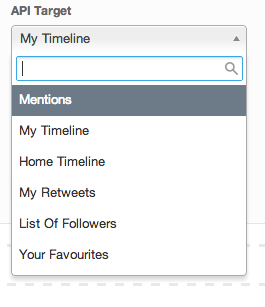 API Target
My Timeline
Mentions
My Timeline
Home Timeline
My Retweets
List Of Followers
Your Favourites